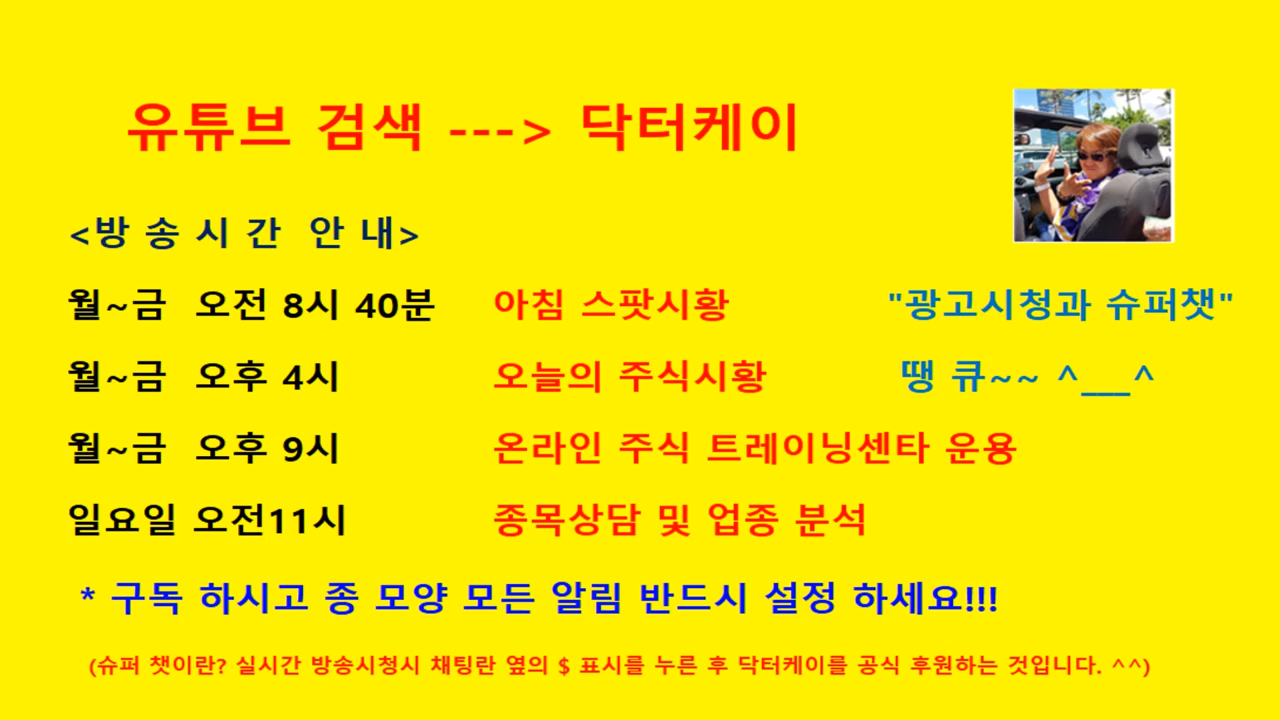 유튜브 검색 ---> 닥터케이
<방 송 시 간 안 내>
월~금 오전 8시 40분 아침 스팟시황 "광고시청과 슈퍼챗"
월~금 오후 4시 오늘의 주식시황 땡 큐~~ ^___^
월~금 오후 9시 온라인 주식 트레이닝센타 운용
일요일 오전11시 종목상담 및 업종 분석
* 구독 하시고 종 모양 모든 알림 반드시 설정 하세요!!!
(슈퍼 챗이란? 실시간 방송시청시 채팅란 옆의 $ 표시를 누른 후 닥터케이를 공식 후원하는 것입니다. ^^)